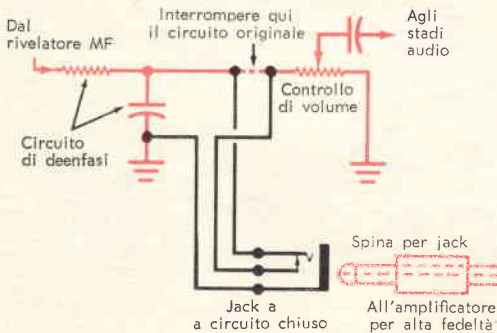 Dal
rivelatore MF
Interrompere qui
il circuito originale
Agli
stadi
audio
Controllo
di volume
Circuito
di deenfasi
Spina per jack
Jack a
a circuito chiuso
All'amplificatore
per alta fedeltà